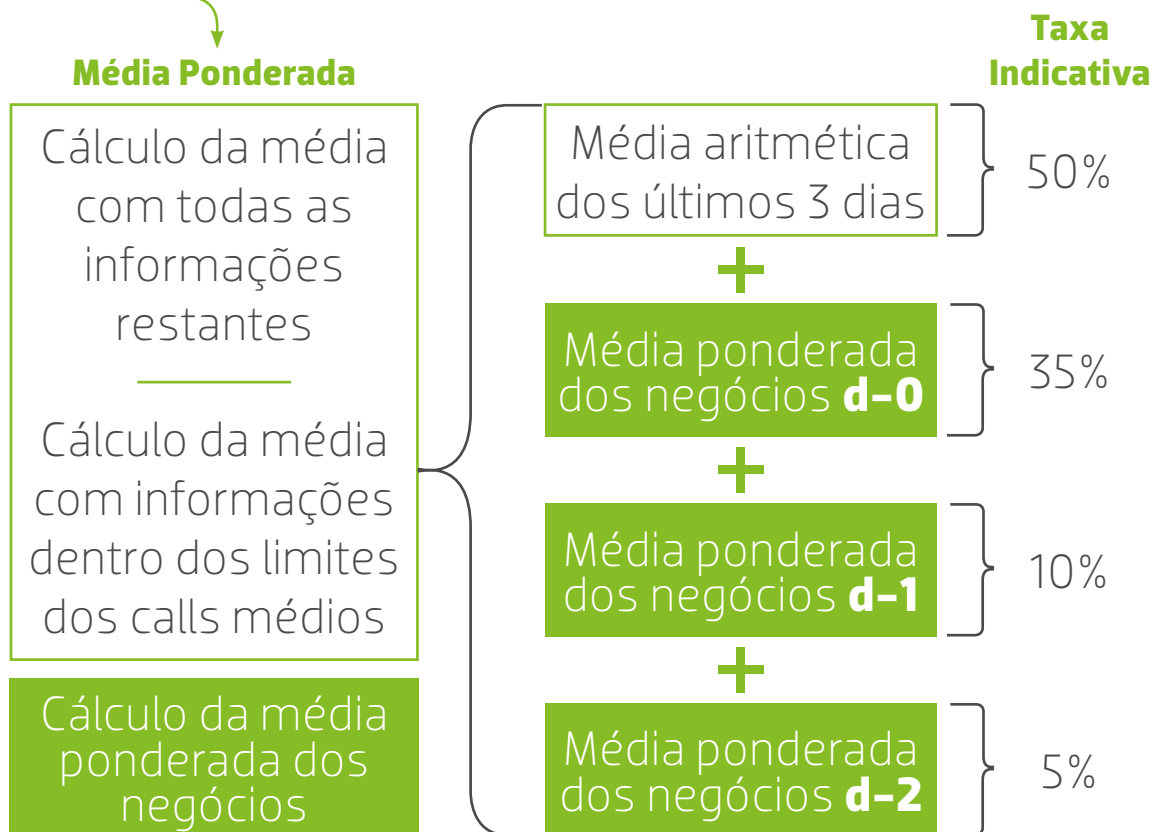 Média Ponderada
Cálculo da média
com todas as
informações
restantes
Cálculo da média
com informações
dentro dos limites
dos calls médios
Cálculo da média
ponderada dos
negócios
Taxa
Indicativa
Média aritmética
dos últimos 3 dias
50%
+
Média ponderada
dos negócios d-0
35%
+
Média ponderada
dos negócios d-1
10%
+
Média ponderada
dos negócios d-2
5%